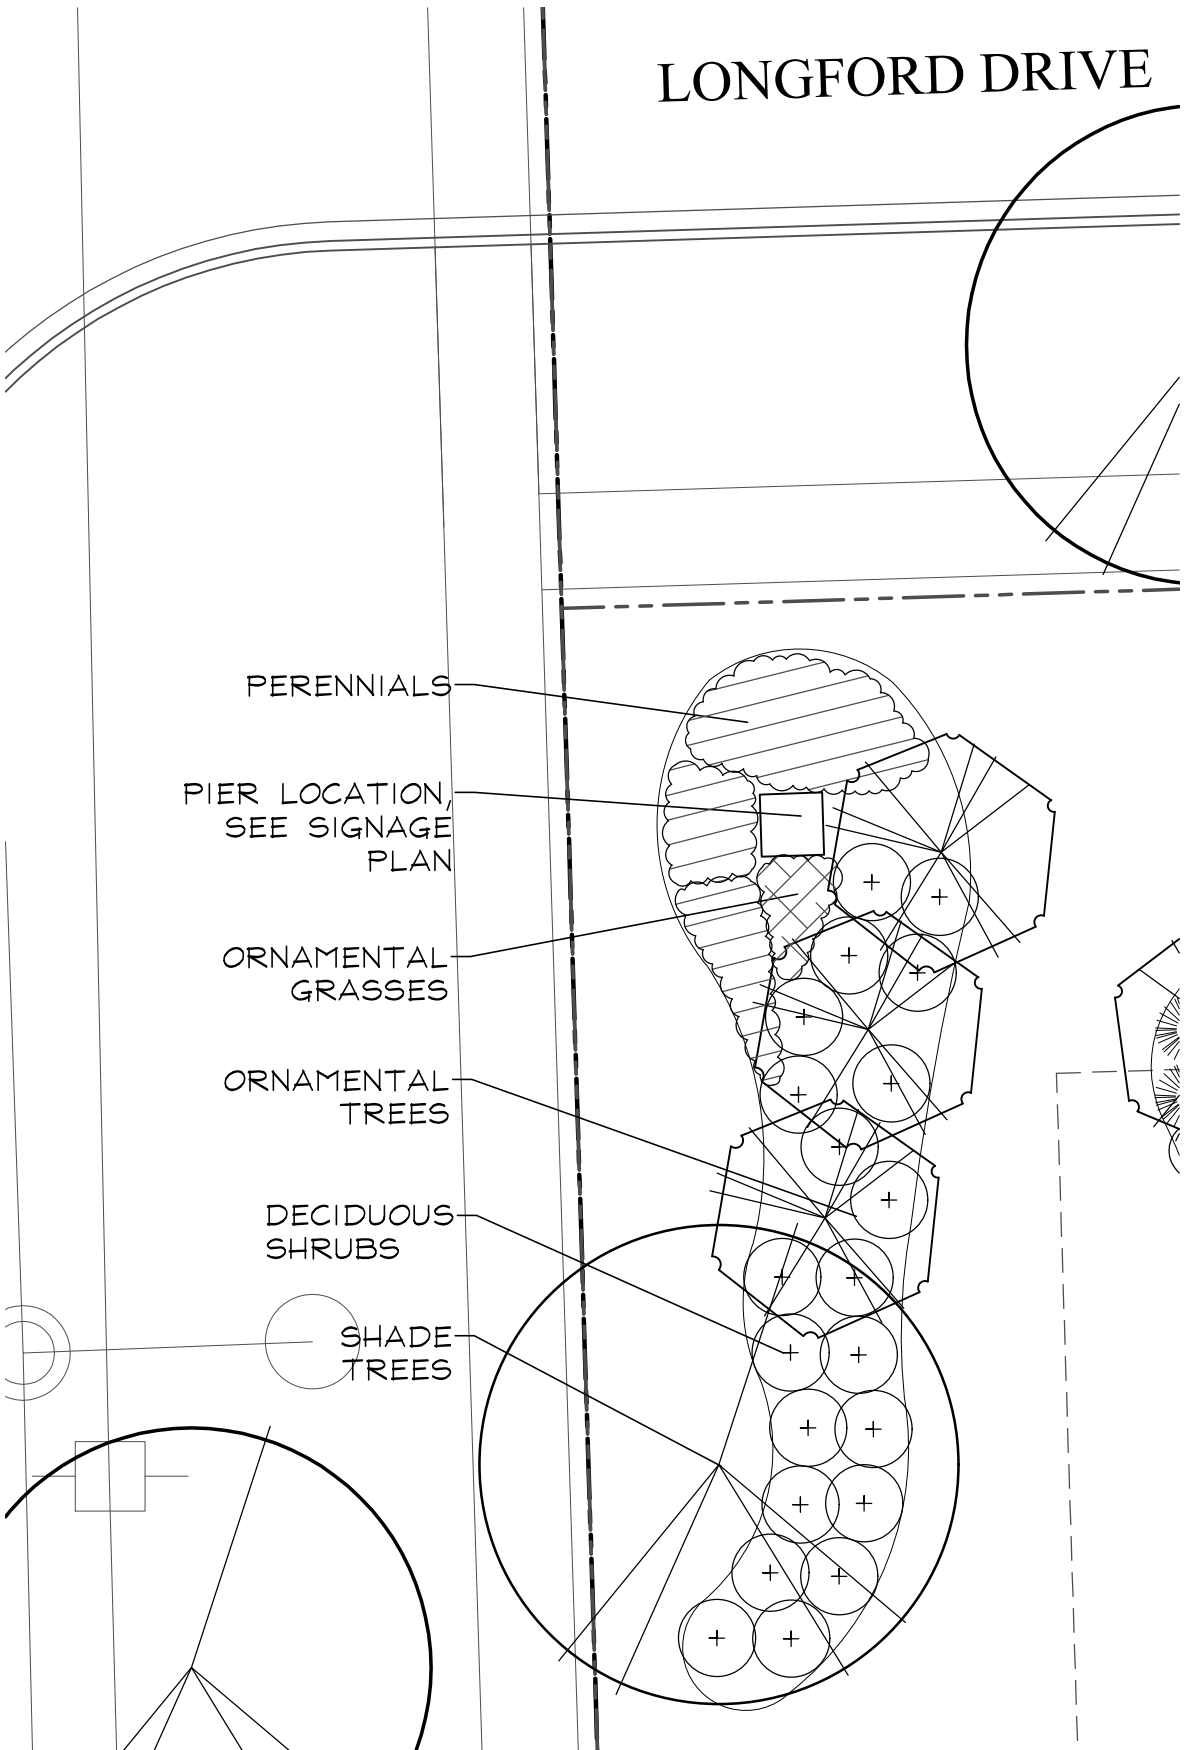 LONGFORD DRIVE
PERENNIALS
PIER LOCATION,
SEE SIGNAGE
PLAN
ORNAMENTAL
GRASSES
ORNAMENTAL
TREES
DECIDUOUS
SHRUBS
SHADE
TREES